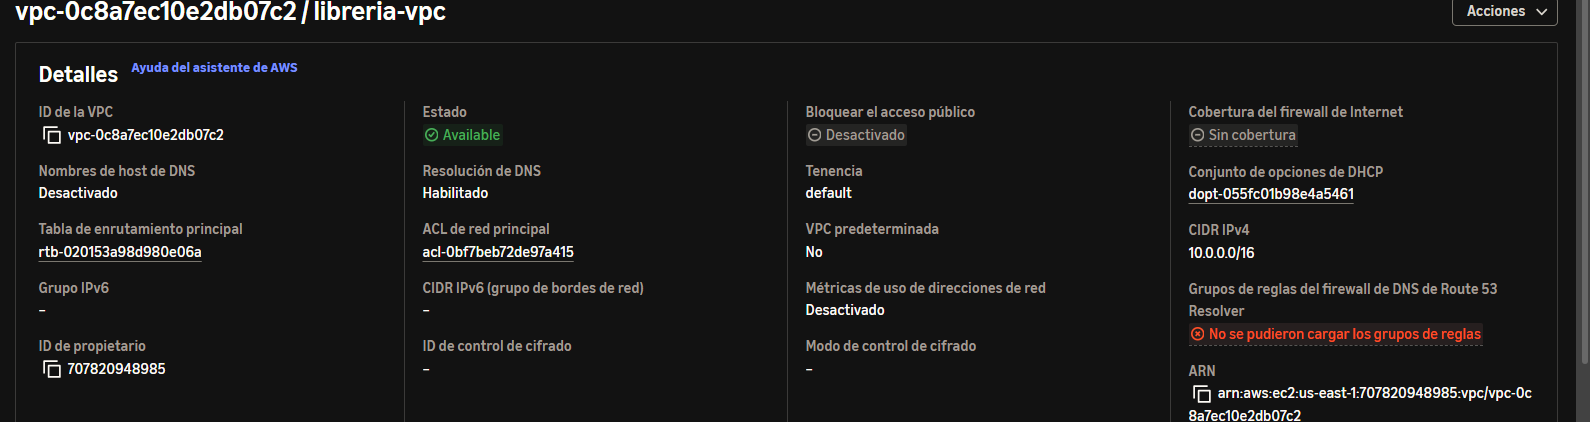 vpc-0c8a7ec10e2db07c2 / libreria-vpc
Acciones
Detalles
Ayuda del asistente de AWS
ID de la VPC
vpc-0c8a7ec10e2db07c2
Estado
Available
Bloquear el acceso público
Desactivado
Cobertura del firewall de Internet
Sin cobertura
Nombres de host de DNS
Desactivado
Resolución de DNS
Habilitado
Tenencia
default
Conjunto de opciones de DHCP
dopt-055fc01b98e4a5461
Tabla de enrutamiento principal
rtb-020153a98d980e06a
ACL de red principal
acl-0bf7beb72de97a415
VPC predeterminada
No
CIDR IPv4
10.0.0.0/16
Grupo IPv6
–
CIDR IPv6 (grupo de bordes de red)
–
Métricas de uso de direcciones de red
Desactivado
Grupos de reglas del firewall de DNS de Route 53
Resolver
No se pudieron cargar los grupos de reglas
ID de propietario
707820948985
ID de control de cifrado
–
Modo de control de cifrado
–
ARN
arn:aws:ec2:us-east-1:707820948985:vpc/vpc-0c
8a7ec10e2db07c2